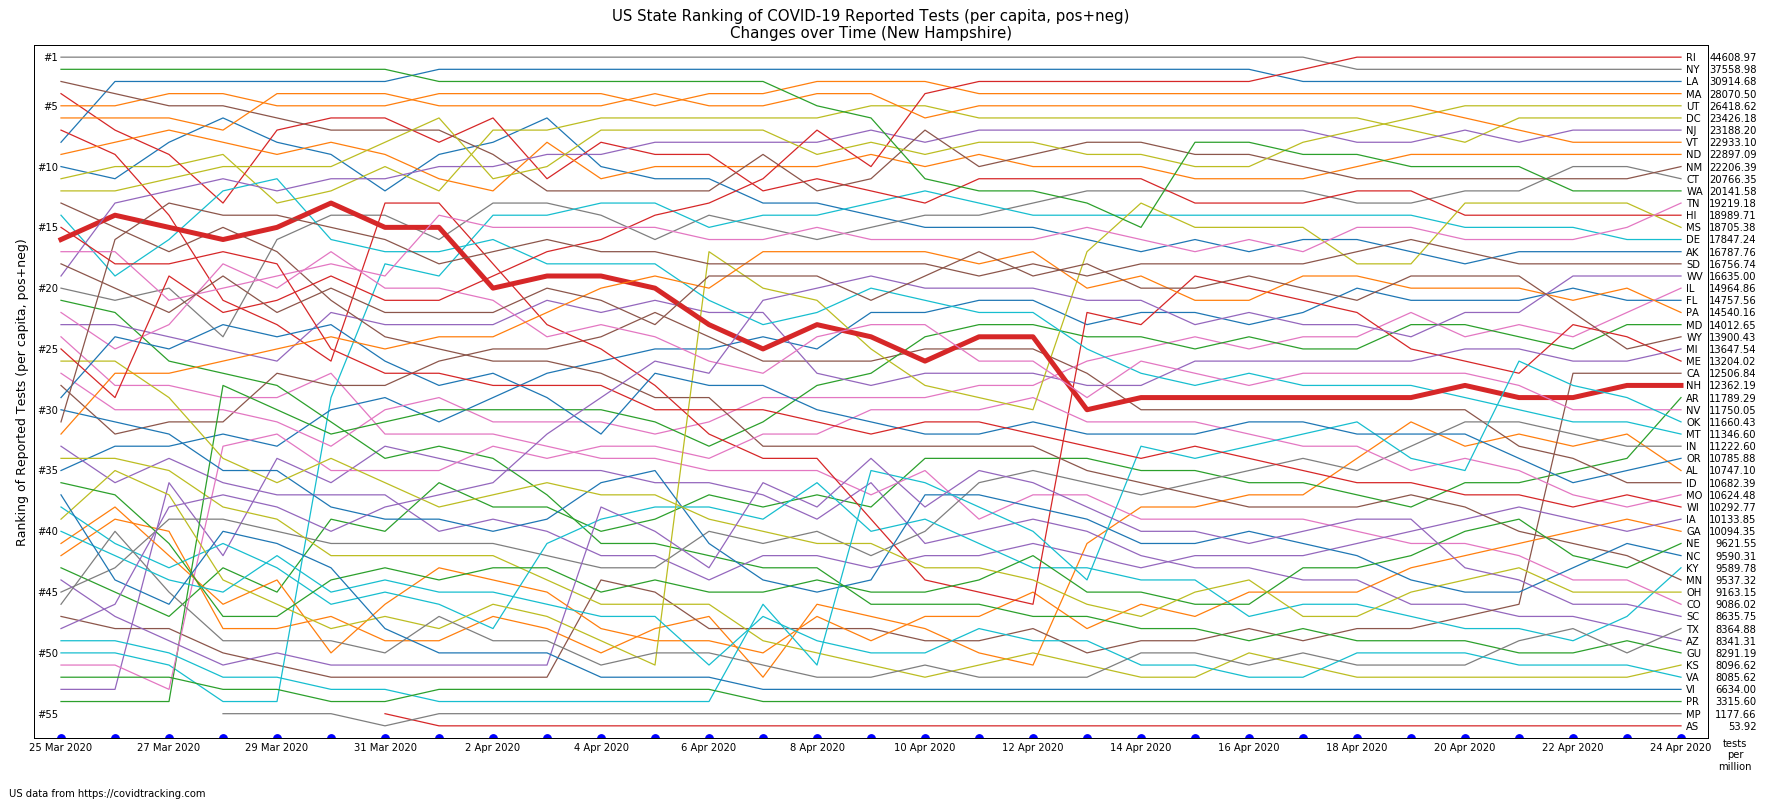 US State Ranking of COVID-19 Reported Tests (per capita, pos+neg)
Changes over Time (New Hampshire)
Ranking of Reported Tests (per capita, pos+neg)
#1
#5
#10
#15
#20
#25
#30
#35
#40
#45
#50
#55
RI 44608.97
NY 37558.98
LA 30914.68
MA 28070.50
UT 26418.62
DC 23426.18
NJ 23188.20
VT 22933.10
ND 22897.09
NM 22206.39
CT 20766.35
WA 20141.58
TN 19219.18
HI 18989.71
MS 18705.38
DE 17847.24
AK 16787.76
SD 16756.74
WV 16635.00
IL 14964.86
FL 14757.56
PA 14540.16
MD 14012.65
WY 13900.43
MI 13647.54
ME 13204.02
CA 12506.84
NH 12362.19
AR 11789.29
NV 11750.05
OK 11660.43
MT 11346.60
IN 11222.60
OR 10785.88
AL 10747.10
ID 10682.39
MO 10624.48
WI 10292.77
IA 10133.85
GA 10094.35
NE 9621.55
NC 9590.31
KY 9589.78
MN 9537.32
OH 9163.15
CO 9086.02
SC 8635.75
TX 8364.88
AZ 8341.31
GU 8291.19
KS 8096.62
VA 8085.62
VI 6634.00
PR 3315.60
MP 1177.66
AS 53.92
25 Mar 2020 27 Mar 2020 29 Mar 2020 31 Mar 2020 2 Apr 2020 4 Apr 2020 6 Apr 2020 8 Apr 2020 10 Apr 2020 12 Apr 2020 14 Apr 2020 16 Apr 2020 18 Apr 2020 20 Apr 2020 22 Apr 2020 24 Apr 2020
tests
per
million
US data from https://covidtracking.com